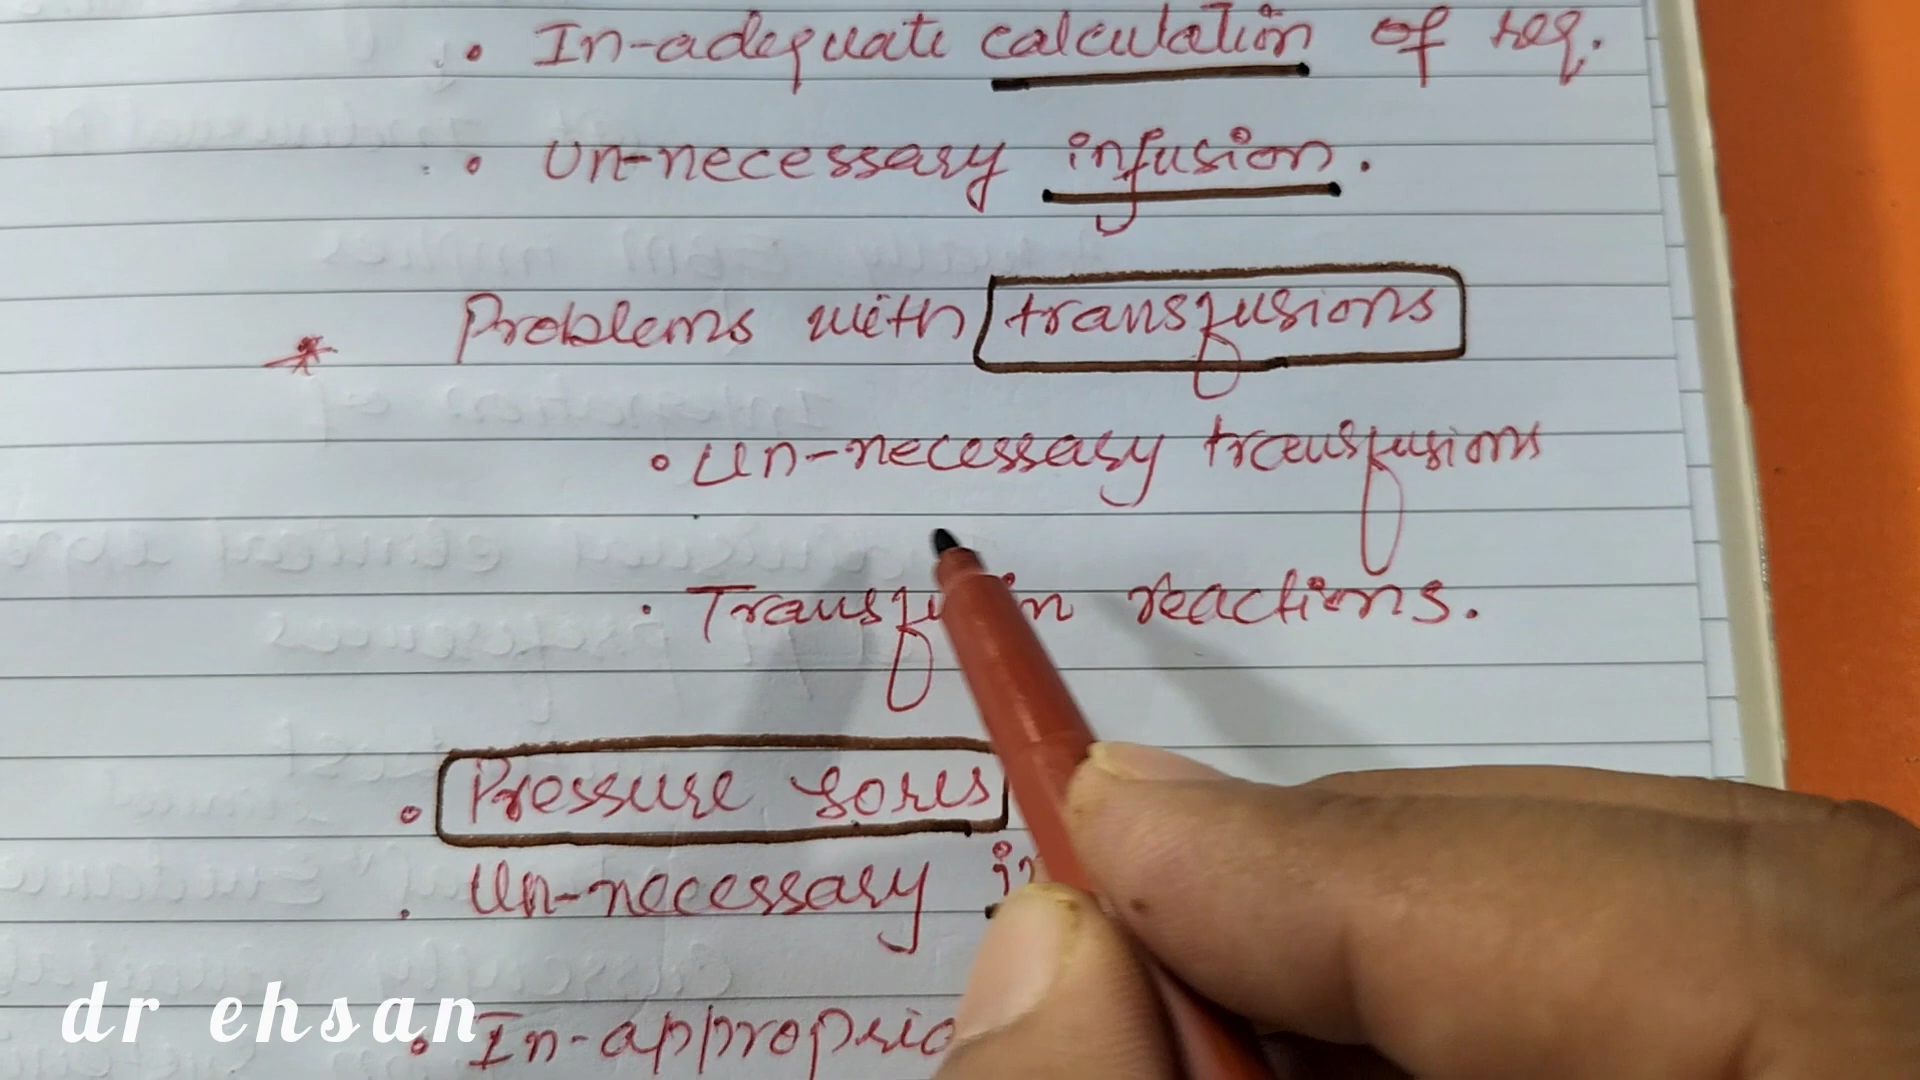 • In-adequate calculation of req.
• Un-necessary infusion.
* Problems with transfusions
• Un-necessary transfusions
• Transfusion reactions.
• Pressure sores
• Un-necessary
• In-approp
dr ehsan